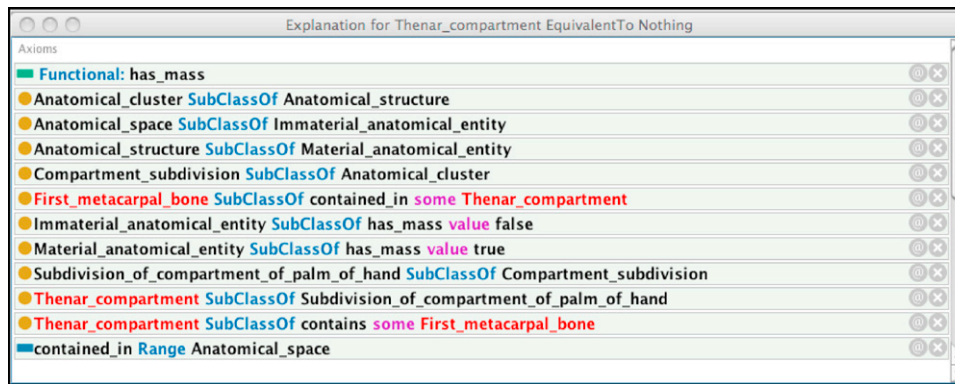 Explanation for Thenar_compartment EquivalentTo Nothing
Axioms
Functional: has_mass
Anatomical_cluster SubClassOf Anatomical_structure
Anatomical_space SubClassOf Immaterial_anatomical_entity
Anatomical_structure SubClassOf Material_anatomical_entity
Compartment_subdivision SubClassOf Anatomical_cluster
First_metacarpal_bone SubClassOf contained_in some Thenar_compartment
Immaterial_anatomical_entity SubClassOf has_mass value false
Material_anatomical_entity SubClassOf has_mass value true
Subdivision_of_compartment_of_palm_of_hand SubClassOf Compartment_subdivision
Thenar_compartment SubClassOf Subdivision_of_compartment_of_palm_of_hand
Thenar_compartment SubClassOf contains some First_metacarpal_bone
contained_in Range Anatomical_space